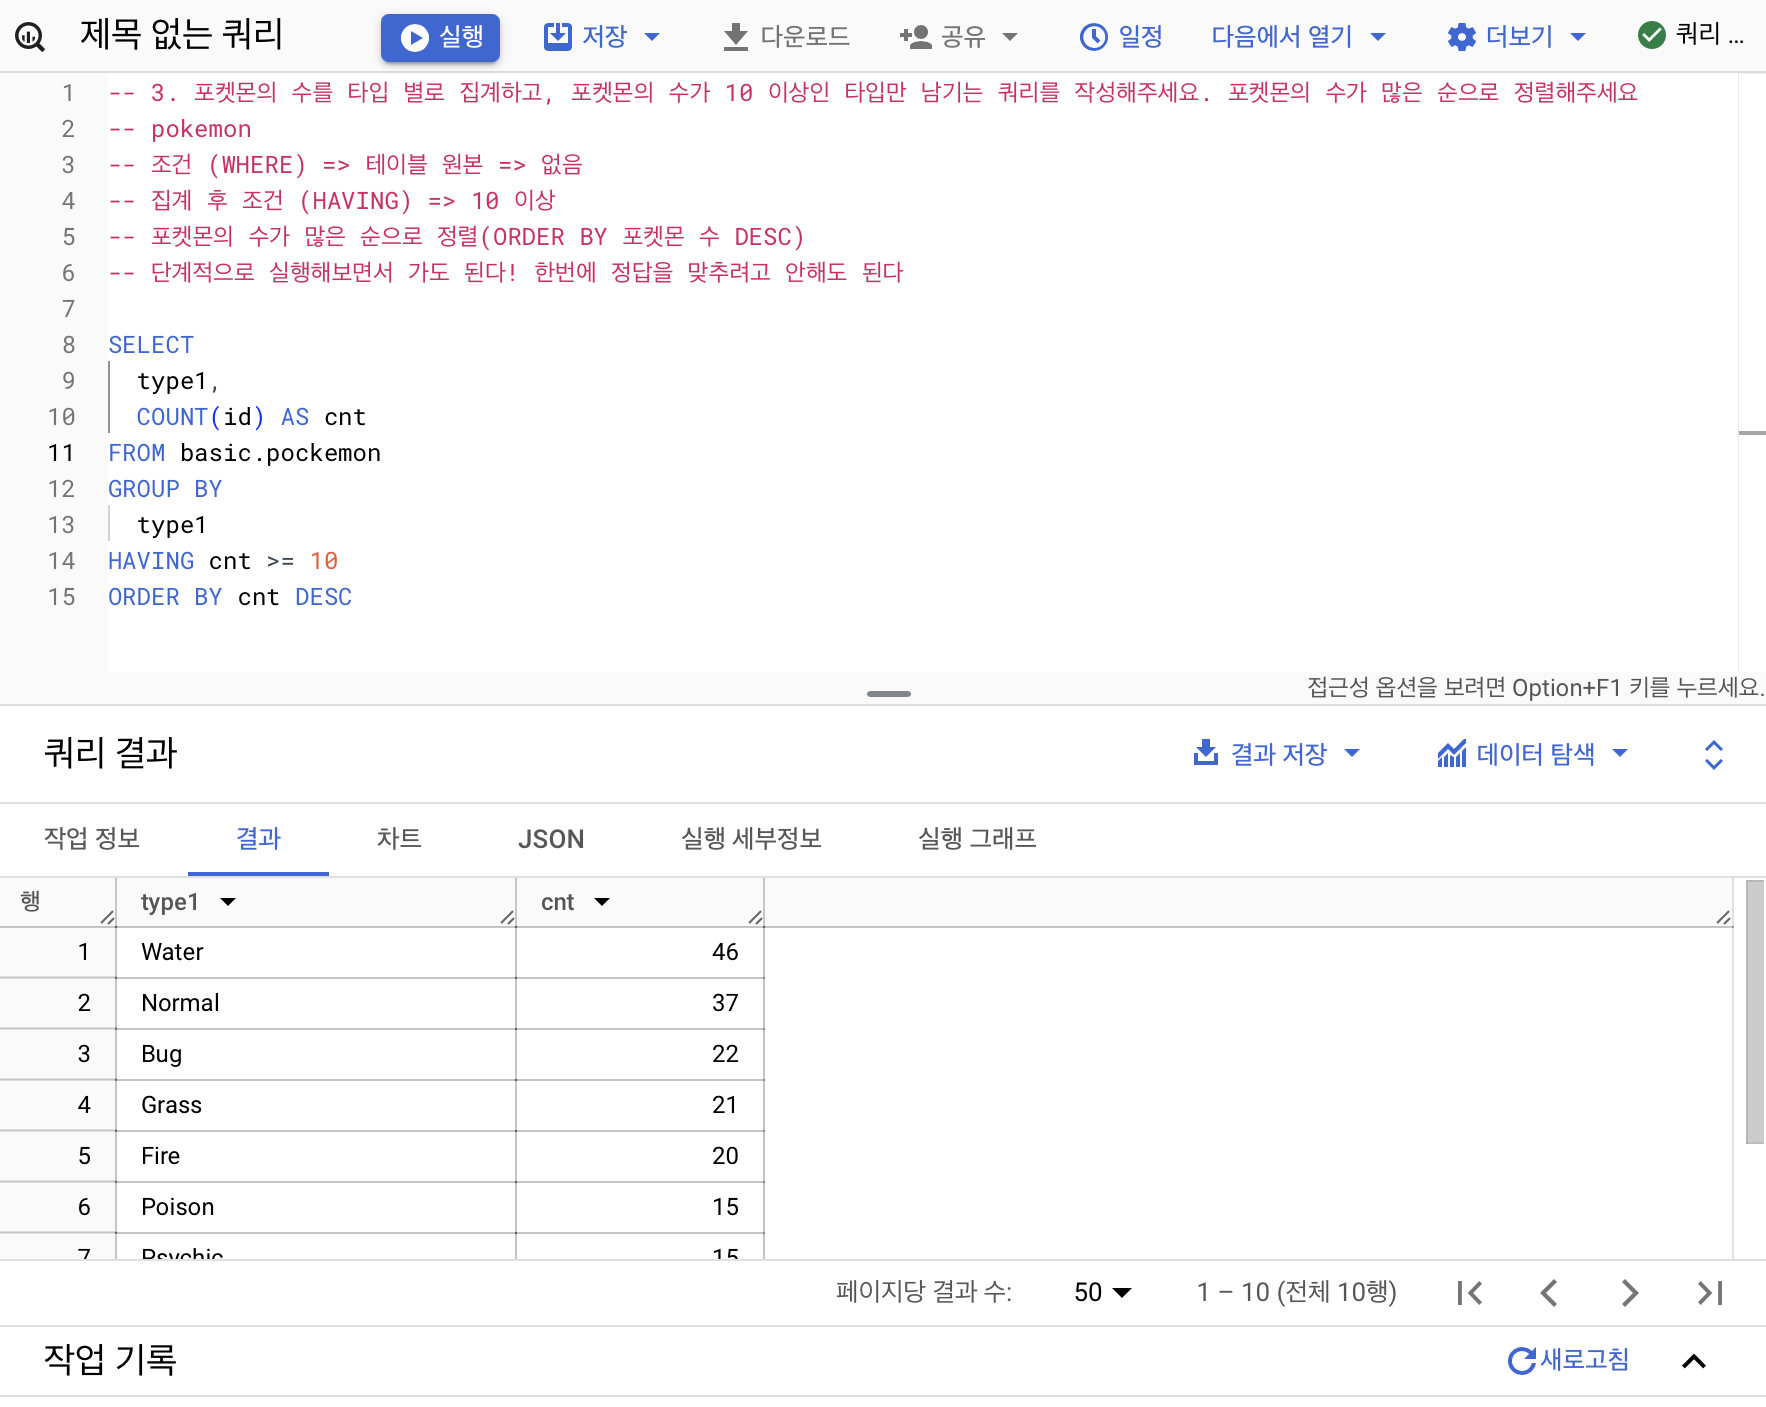 제목 없는 쿼리 실행 저장 다운로드 공유 일정 다음에서 열기 더보기 쿼리 ...
1 -- 3. 포켓몬의 수를 타입 별로 집계하고, 포켓몬의 수가 10 이상인 타입만 남기는 쿼리를 작성해주세요. 포켓몬의 수가 많은 순으로 정렬해주세요
2 -- pokemon
3 -- 조건 (WHERE) => 테이블 원본 => 없음
4 -- 집계 후 조건 (HAVING) => 10 이상
5 -- 포켓몬의 수가 많은 순으로 정렬(ORDER BY 포켓몬 수 DESC)
6 -- 단계적으로 실행해보면서 가도 된다! 한번에 정답을 맞추려고 안해도 된다
7
8 SELECT
9 type1,
10 COUNT(id) AS cnt
11 FROM basic.pockemon
12 GROUP BY
13 type1
14 HAVING cnt >= 10
15 ORDER BY cnt DESC
접근성 옵션을 보려면 Option+F1 키를 누르세요.
쿼리 결과 결과 저장 데이터 탐색
작업 정보 결과 차트 JSON 실행 세부정보 실행 그래프
행 type1 cnt
1 Water 46
2 Normal 37
3 Bug 22
4 Grass 21
5 Fire 20
6 Poison 15
7 Psychic 15
페이지당 결과 수: 50 1 – 10 (전체 10행)
작업 기록 새로고침